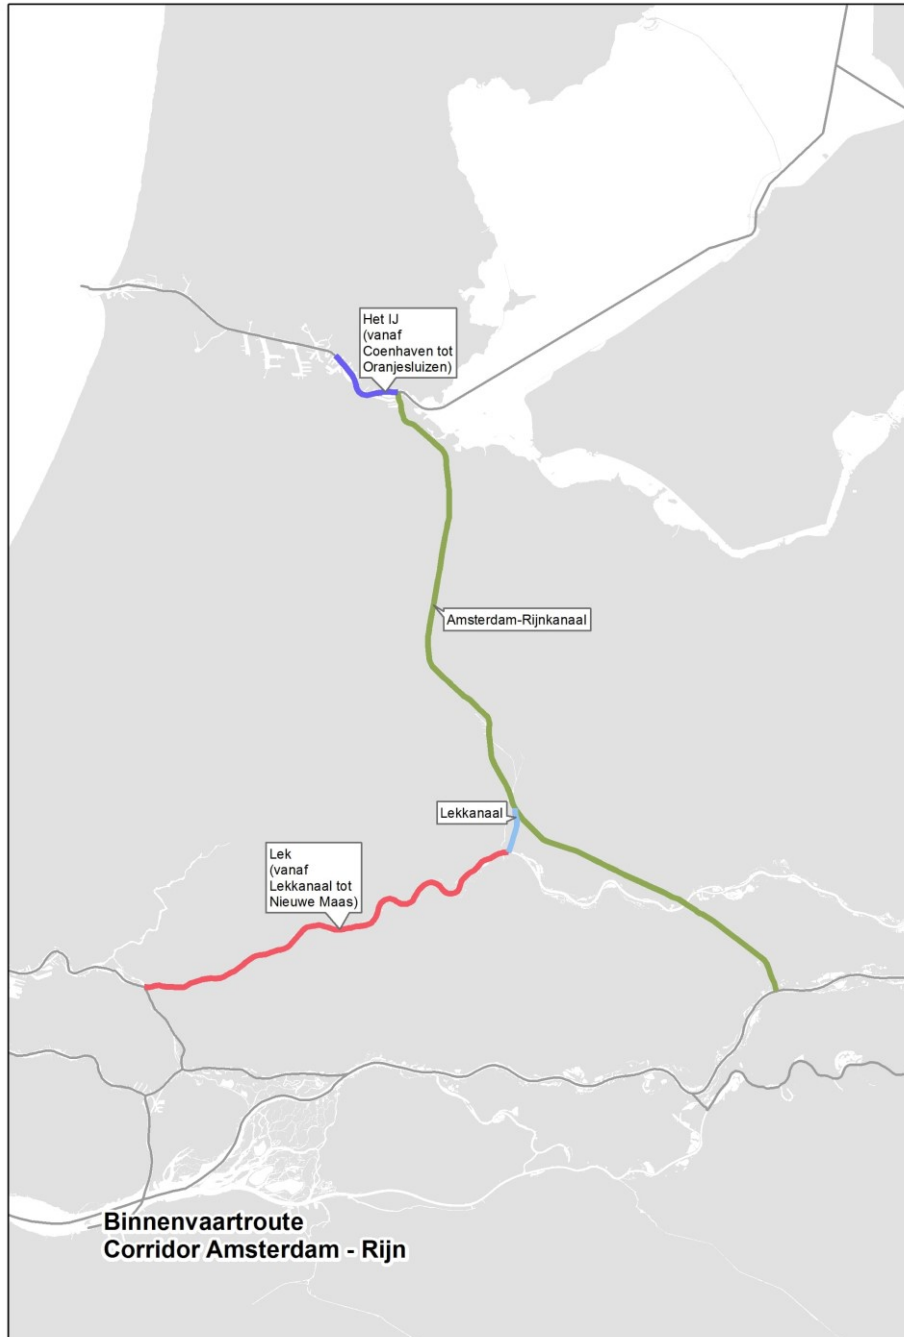 Het IJ
(vanaf
Coenhaven tot
Oranjesluizen)
Amsterdam-Rijnkanaal
Lekkanaal
Lek
(vanaf
Lekkanaal tot
Nieuwe Maas)
Binnenvaartroute
Corridor Amsterdam - Rijn